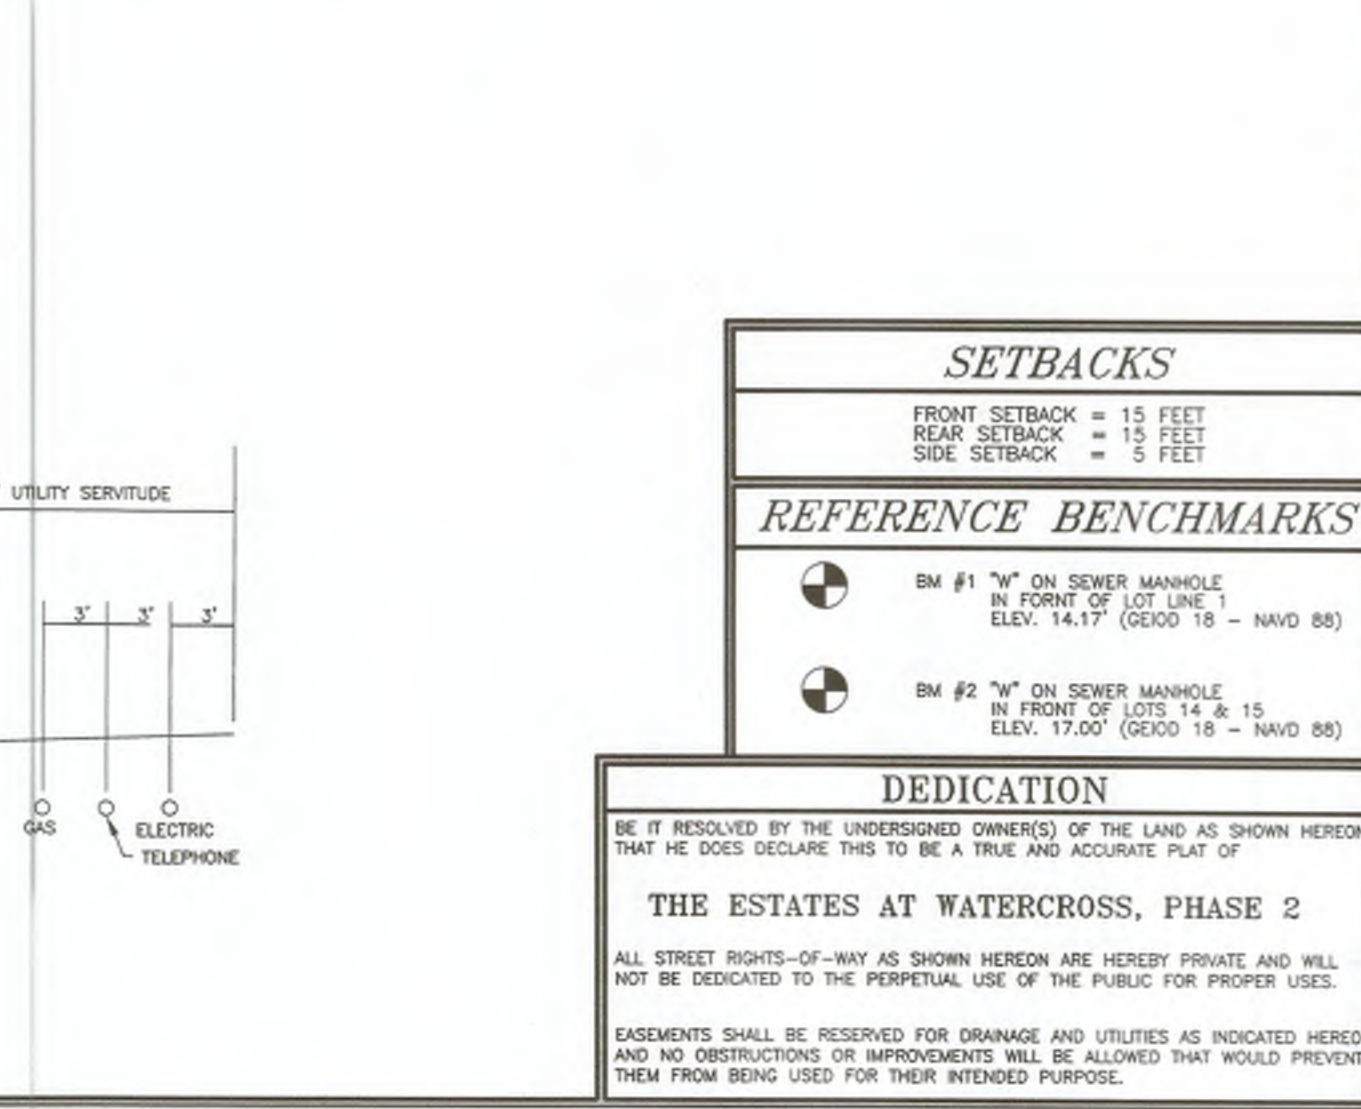 UTILITY SERVITUDE
3' 3' 3'
GAS
ELECTRIC
TELEPHONE
SETBACKS
FRONT SETBACK = 15 FEET
REAR SETBACK = 15 FEET
SIDE SETBACK = 5 FEET
REFERENCE BENCHMARKS
BM #1 "W" ON SEWER MANHOLE
IN FORNT OF LOT LINE 1
ELEV. 14.17' (GEIOD 18 - NAVD 88)
BM #2 "W" ON SEWER MANHOLE
IN FRONT OF LOTS 14 & 15
ELEV. 17.00' (GEIOD 18 - NAVD 88)
DEDICATION
BE IT RESOLVED BY THE UNDERSIGNED OWNER(S) OF THE LAND AS SHOWN HEREON
THAT HE DOES DECLARE THIS TO BE A TRUE AND ACCURATE PLAT OF
THE ESTATES AT WATERCROSS, PHASE 2
ALL STREET RIGHTS-OF-WAY AS SHOWN HEREON ARE HEREBY PRIVATE AND WILL
NOT BE DEDICATED TO THE PERPETUAL USE OF THE PUBLIC FOR PROPER USES.
EASEMENTS SHALL BE RESERVED FOR DRAINAGE AND UTILITIES AS INDICATED HEREO
AND NO OBSTRUCTIONS OR IMPROVEMENTS WILL BE ALLOWED THAT WOULD PREVENT
THEM FROM BEING USED FOR THEIR INTENDED PURPOSE.